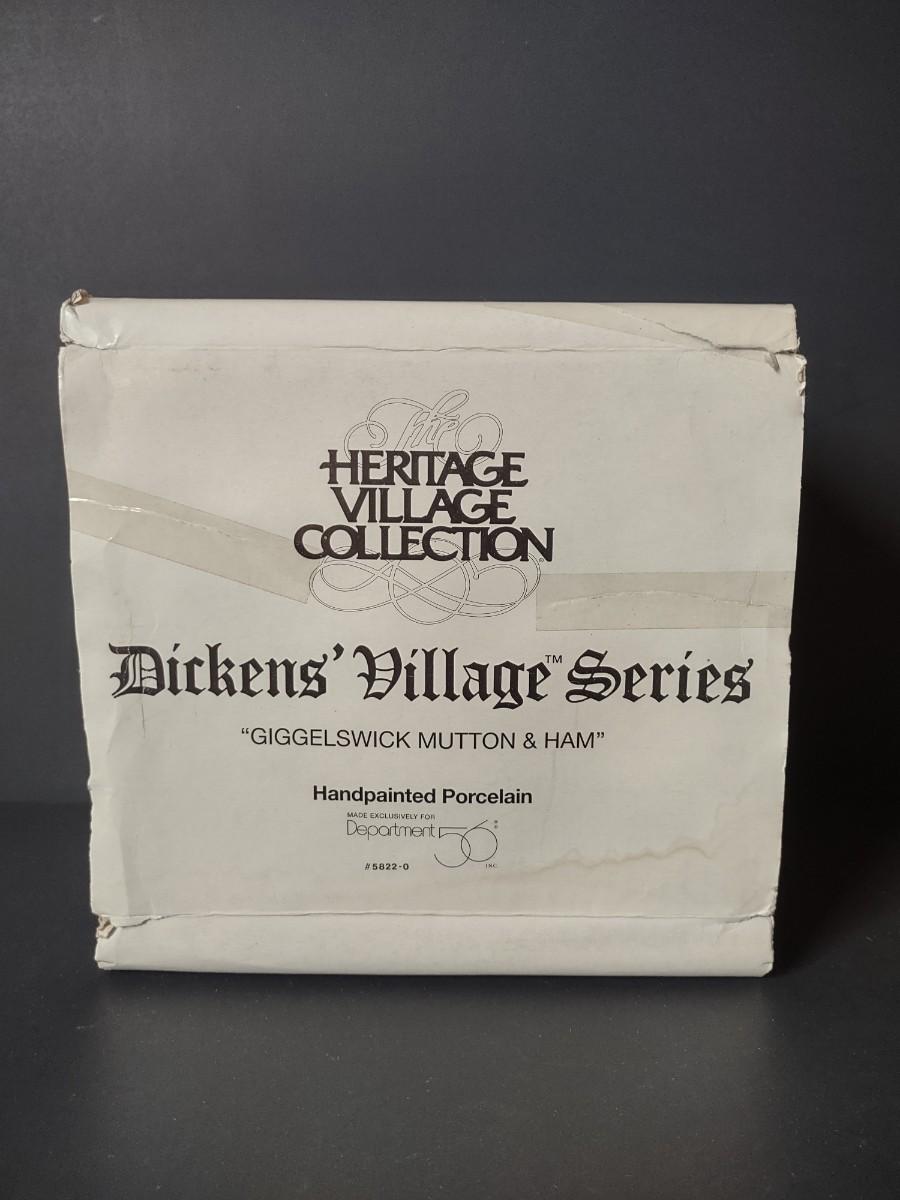 The
HERITAGE
VILLAGE
COLLECTION®
Dickens' Village™ Series
“GIGGELSWICK MUTTON & HAM”
Handpainted Porcelain
MADE EXCLUSIVELY FOR
Department 56®
INC.
#5822-0